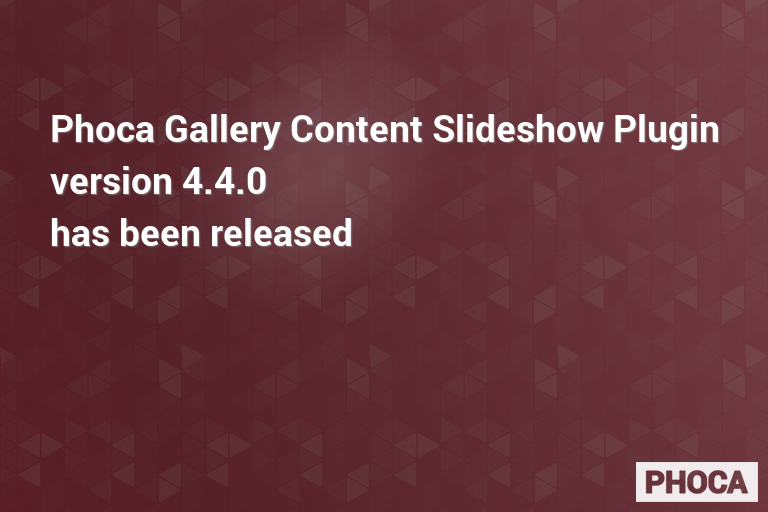 Phoca Gallery Content Slideshow Plugin
version 4.4.0
has been released
PHOCA